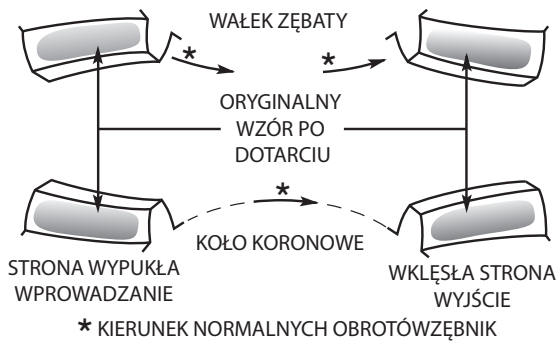 WAŁEK ZĘBATY
*
*
ORYGINALNY
WZÓR PO
DOTARCIU
*
KOŁO KORONOWE
STRONA WYPUKŁA
WPROWADZANIE
WKLĘSŁA STRONA
WYJŚCIE
* KIERUNEK NORMALNYCH OBROTÓWZĘBNIK